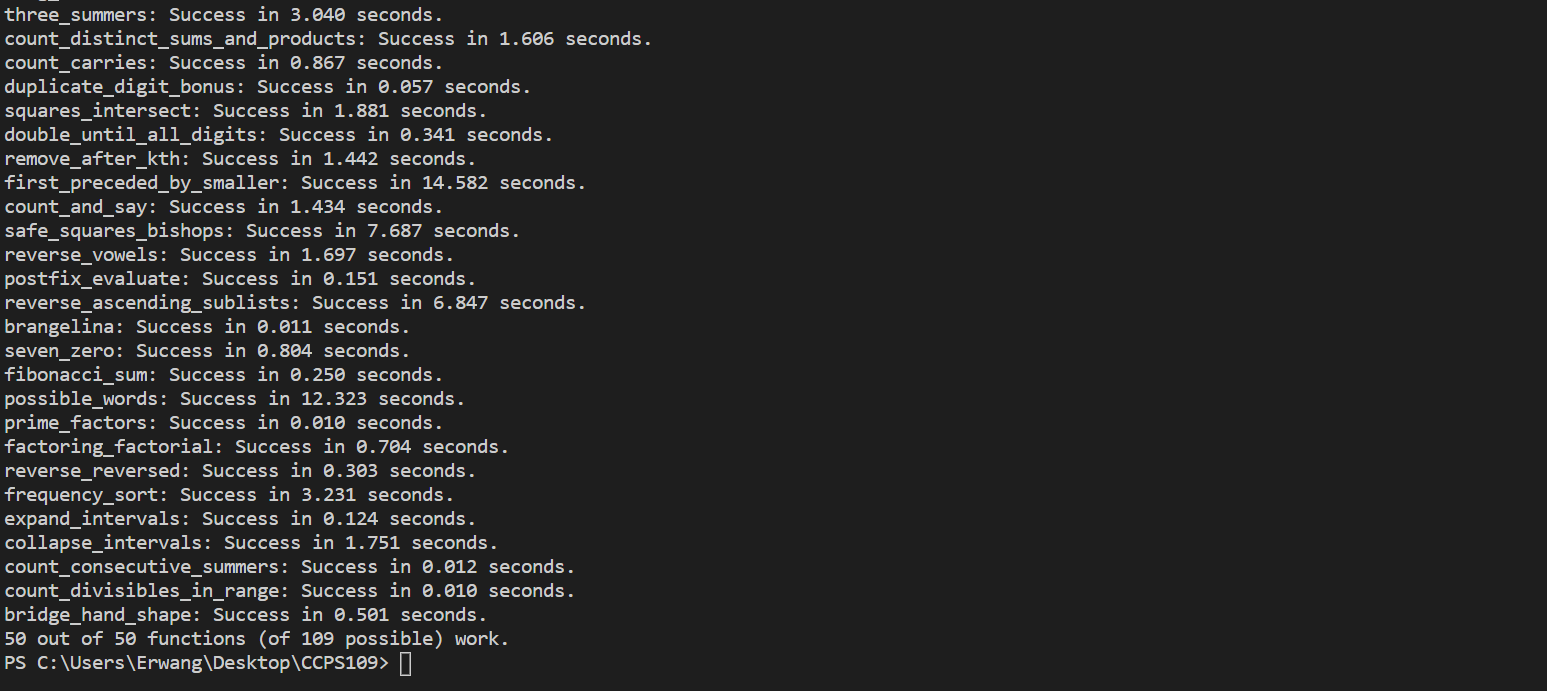 three_summers: Success in 3.040 seconds.
count_distinct_sums_and_products: Success in 1.606 seconds.
count_carries: Success in 0.867 seconds.
duplicate_digit_bonus: Success in 0.057 seconds.
squares_intersect: Success in 1.881 seconds.
double_until_all_digits: Success in 0.341 seconds.
remove_after_kth: Success in 1.442 seconds.
first_preceded_by_smaller: Success in 14.582 seconds.
count_and_say: Success in 1.434 seconds.
safe_squares_bishops: Success in 7.687 seconds.
reverse_vowels: Success in 1.697 seconds.
postfix_evaluate: Success in 0.151 seconds.
reverse_ascending_sublists: Success in 6.847 seconds.
brangelina: Success in 0.011 seconds.
seven_zero: Success in 0.804 seconds.
fibonacci_sum: Success in 0.250 seconds.
possible_words: Success in 12.323 seconds.
prime_factors: Success in 0.010 seconds.
factoring_factorial: Success in 0.704 seconds.
reverse_reversed: Success in 0.303 seconds.
frequency_sort: Success in 3.231 seconds.
expand_intervals: Success in 0.124 seconds.
collapse_intervals: Success in 1.751 seconds.
count_consecutive_summers: Success in 0.012 seconds.
count_divisibles_in_range: Success in 0.010 seconds.
bridge_hand_shape: Success in 0.501 seconds.
50 out of 50 functions (of 109 possible) work.
PS C:\Users\Erwang\Desktop\CCPS109>